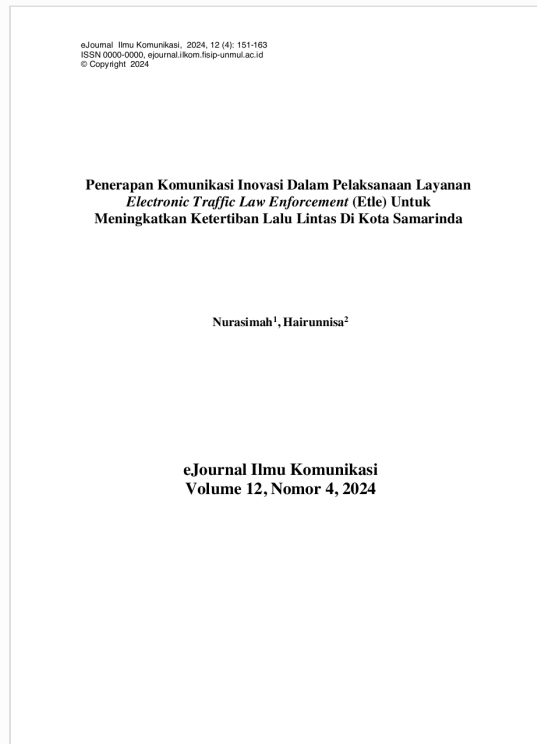 eJournal Ilmu Komunikasi, 2024, 12 (4): 151-163
ISSN 0000-0000, ejournal.ilkom.fisip-unmul.ac.id
© Copyright 2024
Penerapan Komunikasi Inovasi Dalam Pelaksanaan Layanan
Electronic Traffic Law Enforcement (Etle) Untuk
Meningkatkan Ketertiban Lalu Lintas Di Kota Samarinda
Nurasimah¹, Hairunnisa²
eJournal Ilmu Komunikasi
Volume 12, Nomor 4, 2024